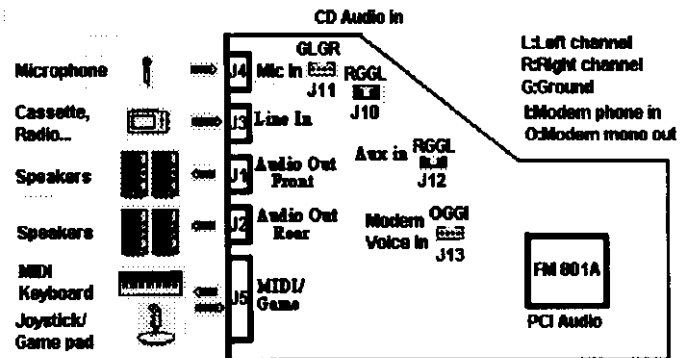 CD Audio in
L:Left channel
R:Right channel
G:Ground
I:Modem phone in
O:Modem mono out
Microphone
J4
Mic in
GLGR
J11
RGGL
J10
Cassette,
Radio...
J3
Line In
Aux in
RGGL
J12
Speakers
J1
Audio Out
Front
Speakers
J2
Audio Out
Rear
Modem
Voice in
OGGI
J13
MIDI
Keyboard
Joystick/
Game pad
J5
MIDI/
Game
FM 801A
PCI Audio